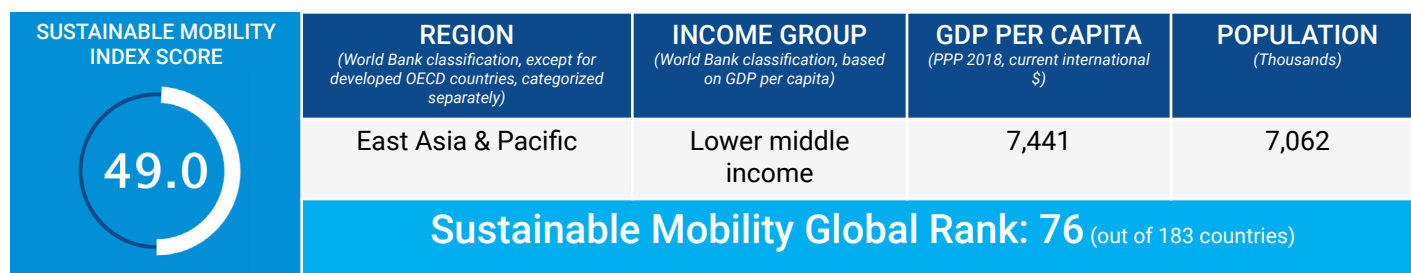 SUSTAINABLE MOBILITY
INDEX SCORE
49.0
REGION
(World Bank classification, except for
developed OECD countries, categorized
separately)
INCOME GROUP
(World Bank classification, based
on GDP per capita)
GDP PER CAPITA
(PPP 2018, current international
$)
POPULATION
(Thousands)
East Asia & Pacific
Lower middle
income
7,441
7,062
Sustainable Mobility Global Rank: 76 (out of 183 countries)